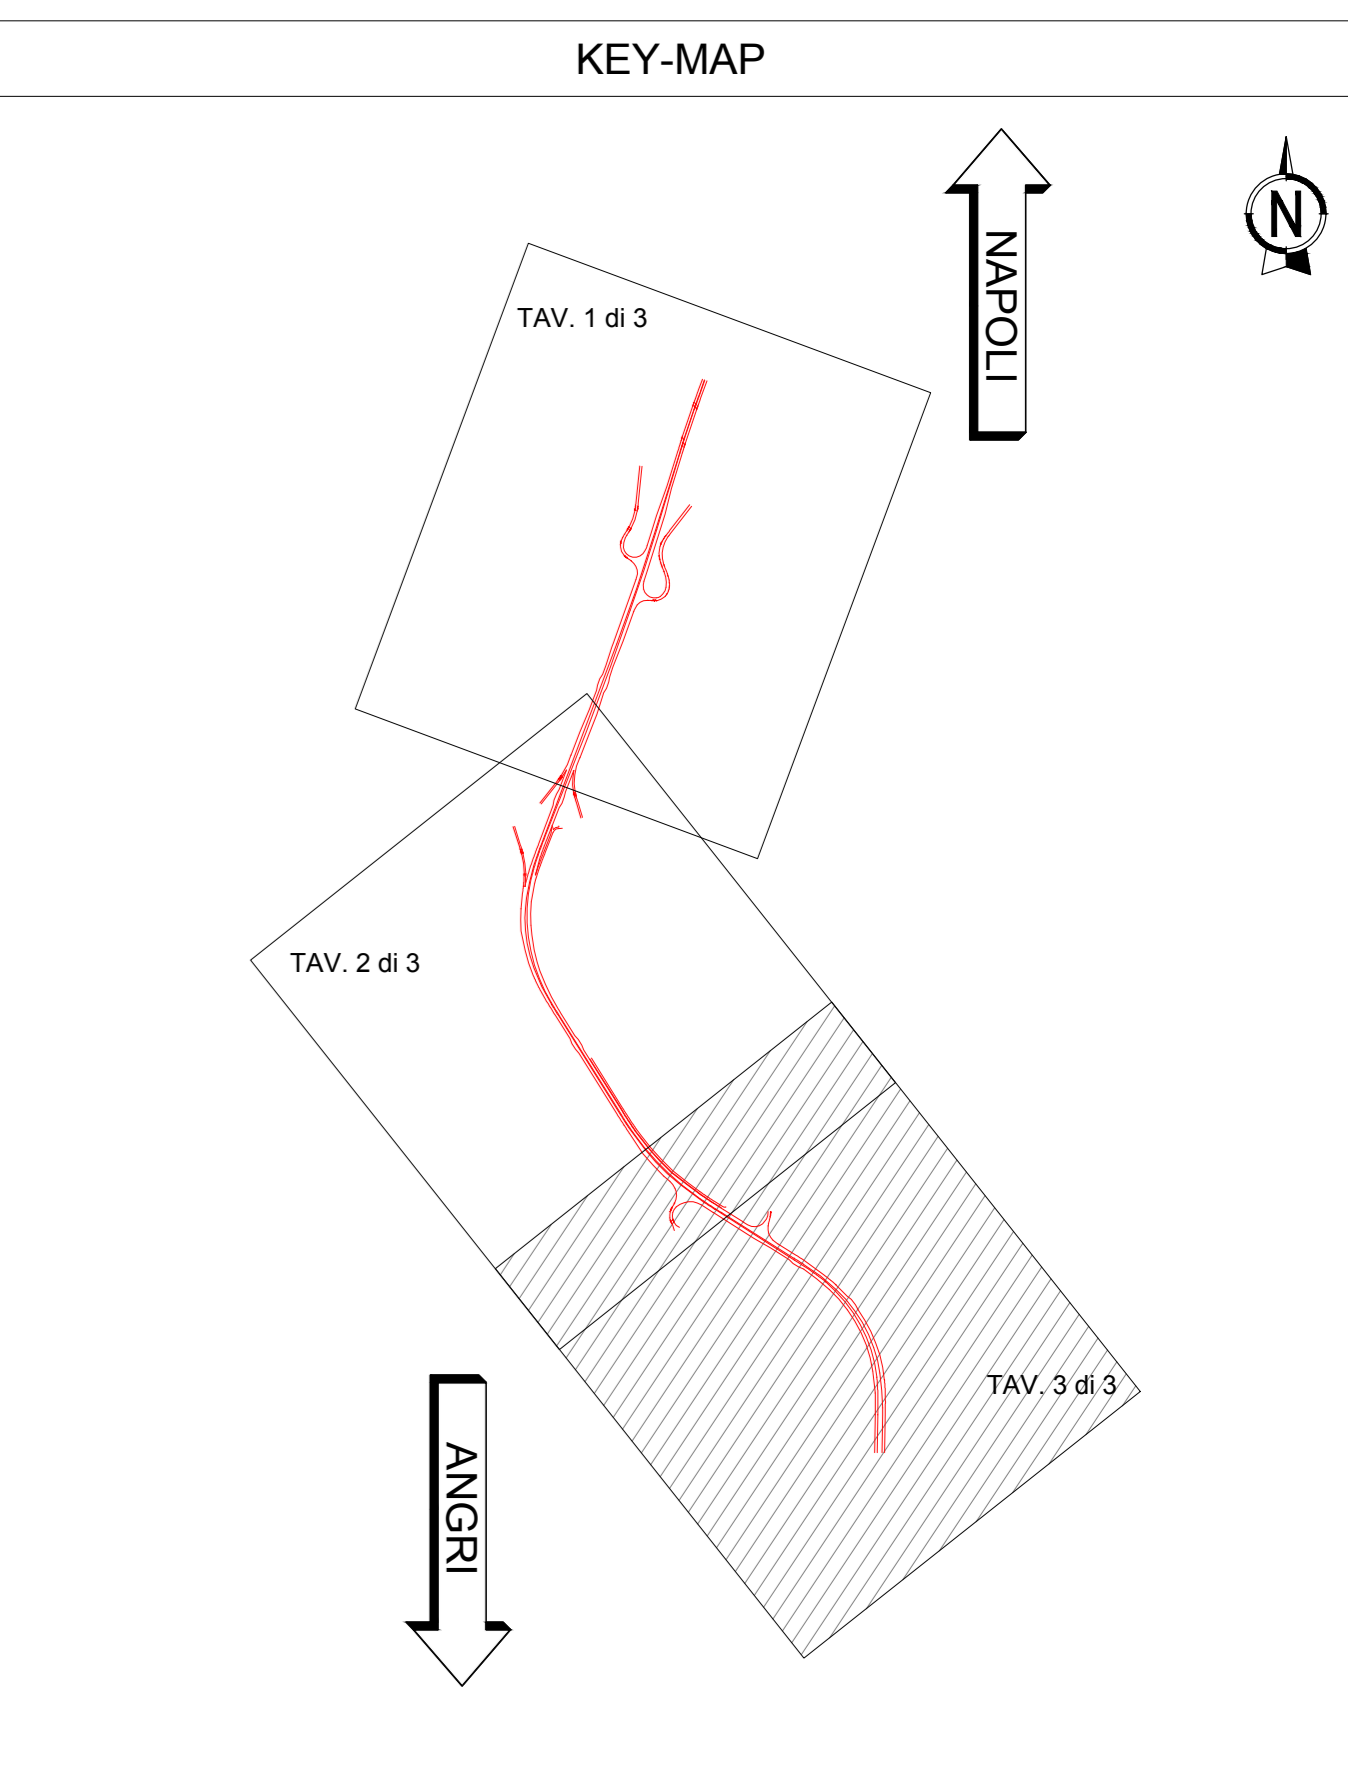 KEY-MAP
NAPOLI
N
TAV. 1 di 3
TAV. 2 di 3
TAV. 3 di 3
ANGRI